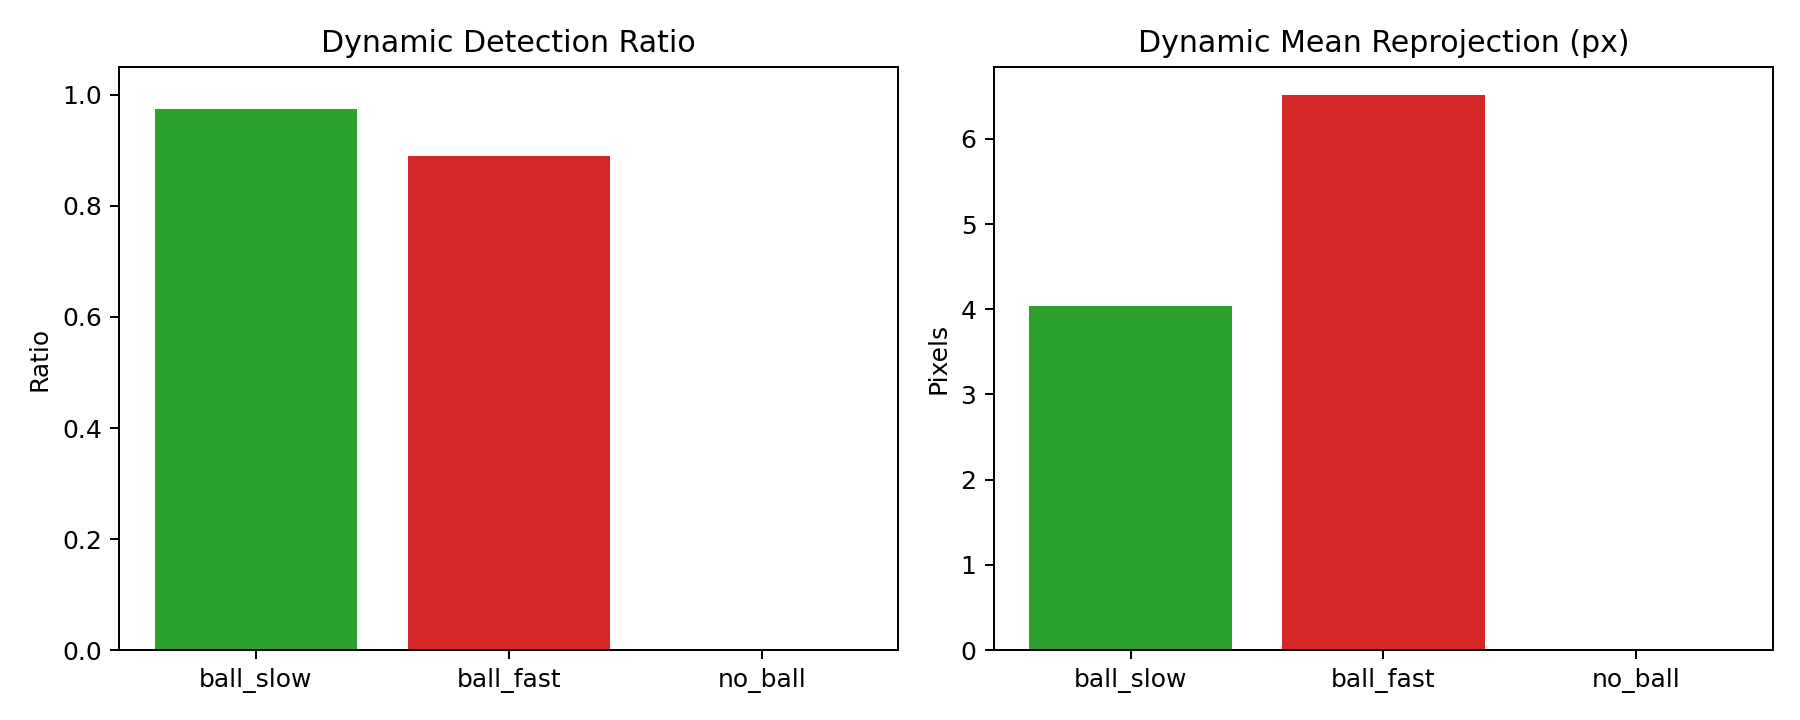 Dynamic Detection Ratio
Ratio
1.0
0.8
0.6
0.4
0.2
0.0
ball_slow ball_fast no_ball
Dynamic Mean Reprojection (px)
Pixels
6
5
4
3
2
1
0
ball_slow ball_fast no_ball